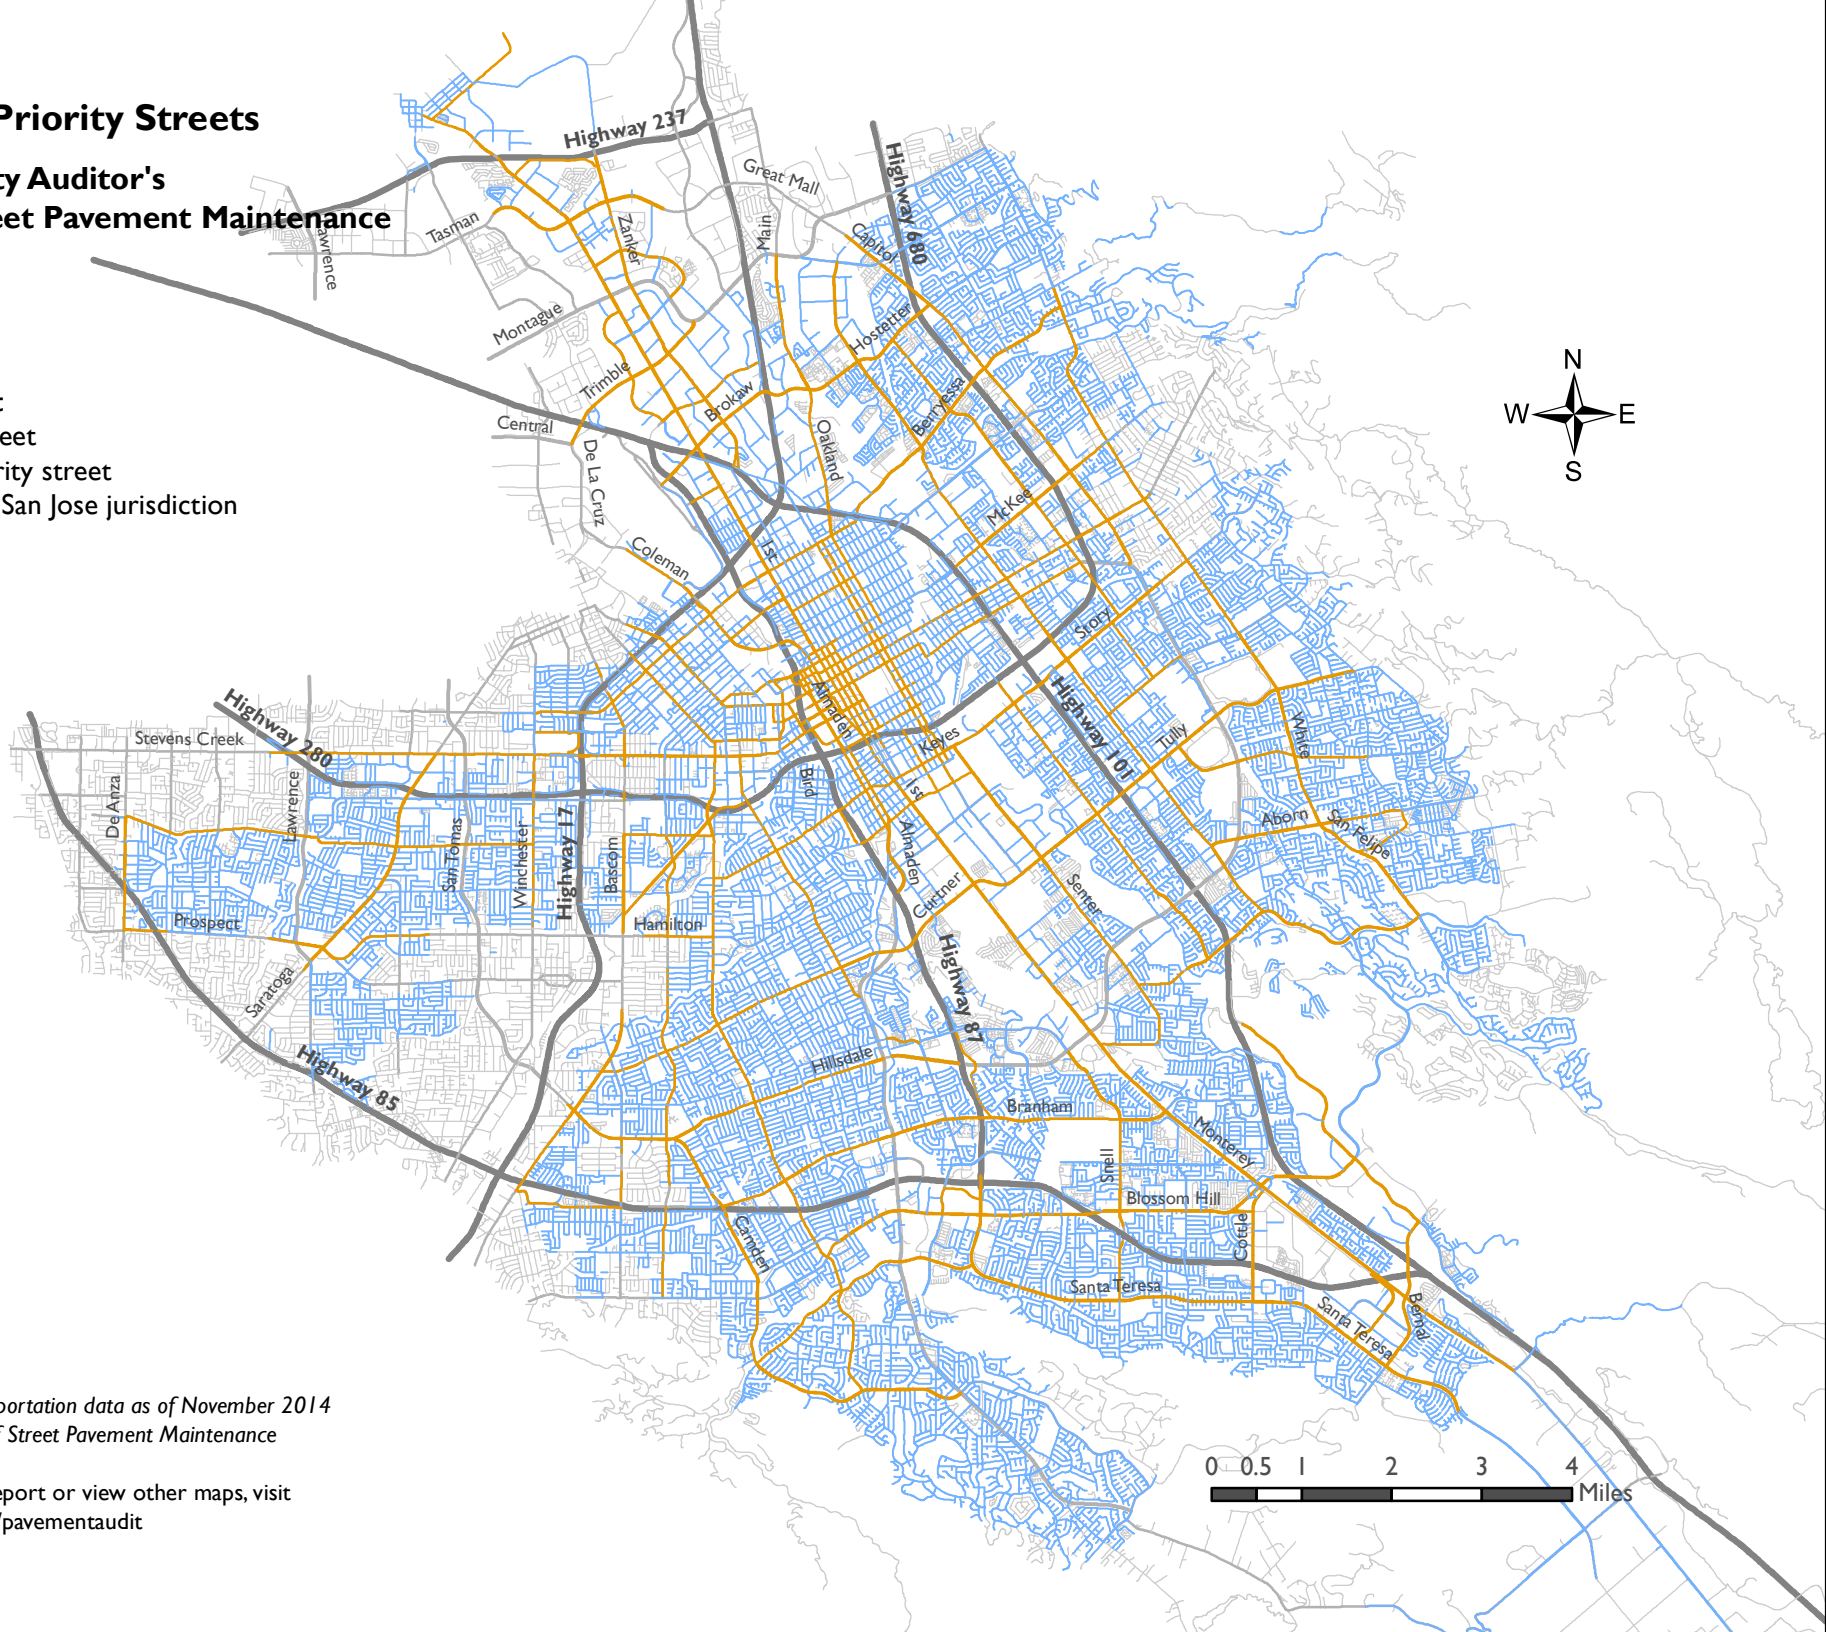 Priority Streets
ty Auditor's
eet Pavement Maintenance
t
eet
rity street
San Jose jurisdiction
Highway 237
Highway 680
Great Mall
Tasman
Lawrence
Zanker
Main
Capitol
Montague
Hostetter
Trimble
Brokaw
Berryessa
Central
De La Cruz
Oakland
McKee
Coleman
1st
Story
N
W
E
S
Highway 280
Stevens Creek
De Anza
Lawrence
San Tomas
Winchester
Highway 17
Bascom
Almaden
Keyes
Bird
1st
Almaden
Highway 101
Tully
White
Aborn
San Felipe
Prospect
Hamilton
Curtner
Senter
Saratoga
Highway 87
Highway 85
Hillsdale
Branham
Monterey
Snell
Blossom Hill
Cottle
Camden
Santa Teresa
Santa Teresa
Bernal
0 0.5 1 2 3 4
Miles
portation data as of November 2014
f Street Pavement Maintenance
eport or view other maps, visit
/pavementaudit